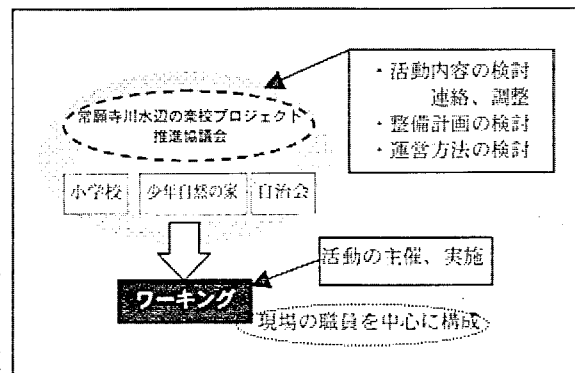 常願寺川水辺の楽校プロジェクト
推進協議会
小学校
少年自然の家
自治会
・活動内容の検討
連絡、調整
・整備計画の検討
・運営方法の検討
ワーキング
活動の主催、実施
現場の職員を中心に構成